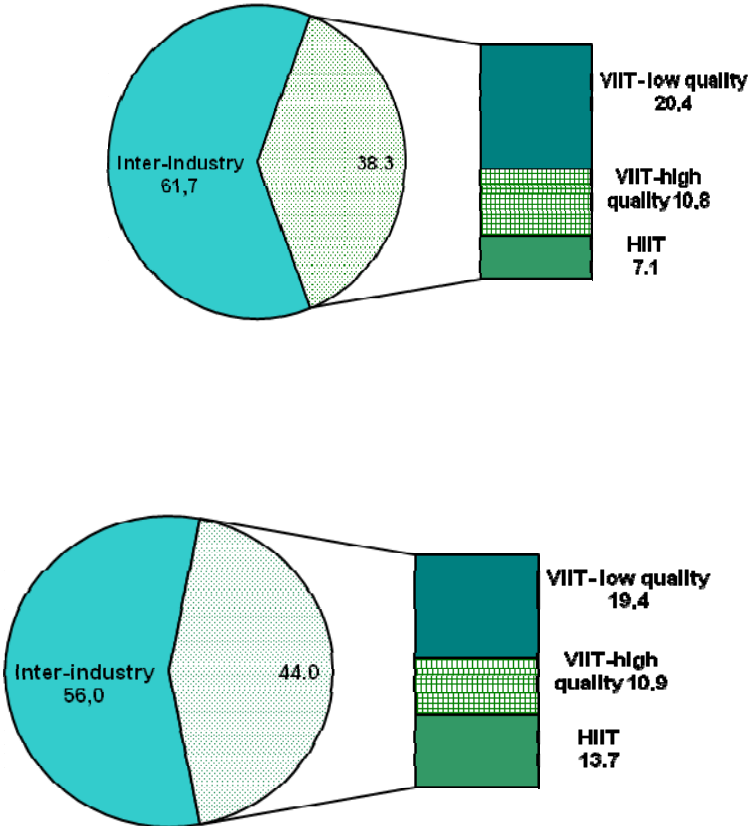 VIIT-low quality
20,4
Inter-Industry
61,7
38.3
VIIT-high
quality 10.8
HIIT
7.1
VIIT-low quality
19,4
Inter-industry
56,0
44.0
VIIT-high
quality 10,9
HIIT
13.7